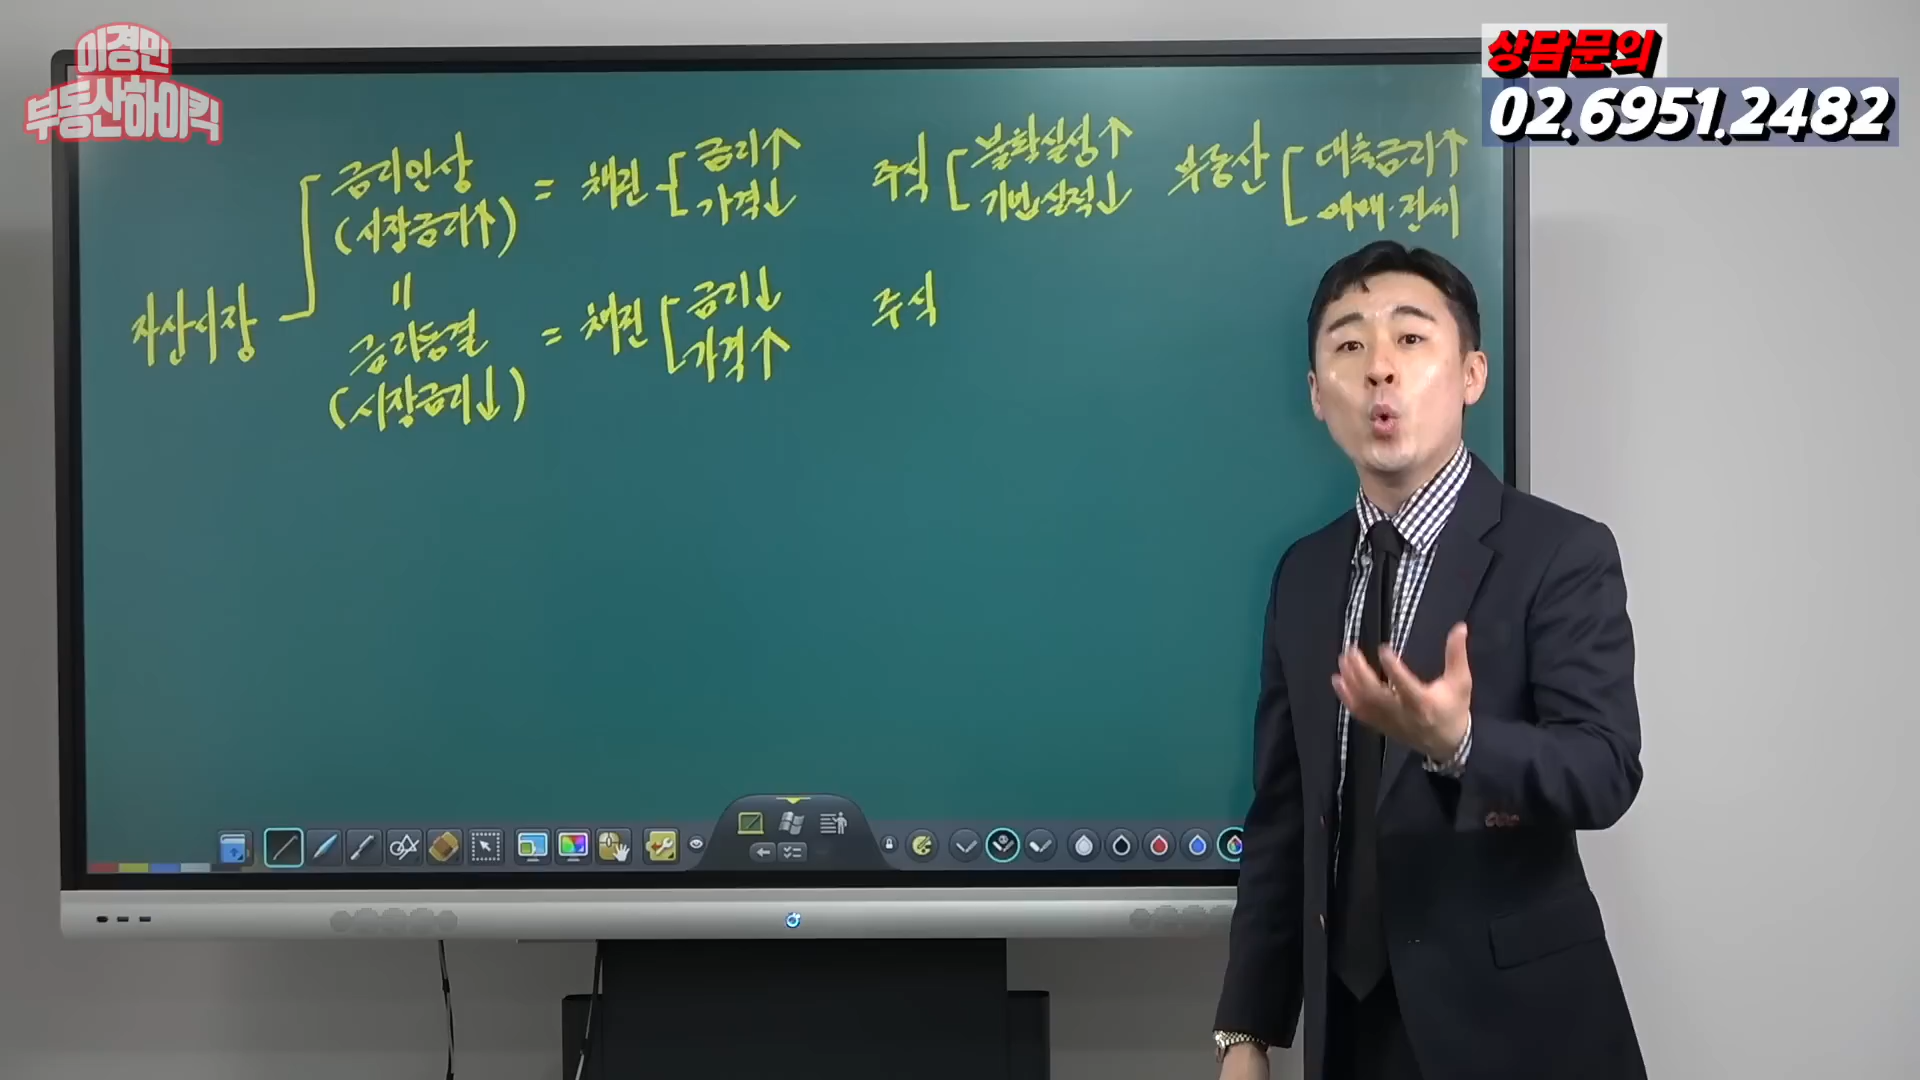 이경민
부동산하이킥
상담문의
02.6951.2482
자산시장
금리인상
(시장금리↑)
=
채권
금리↑
가격↓
주식
불확실성↑
기업실적↓
부동산
대출금리↑
매매·전세
=
금리동결
(시장금리↓)
=
채권
금리↓
가격↑
주식